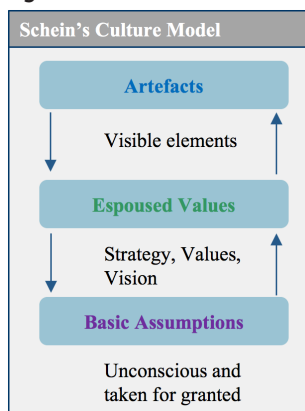 Schein's Culture Model
Artefacts
Visible elements
Espoused Values
Strategy, Values,
Vision
Basic Assumptions
Unconscious and
taken for granted